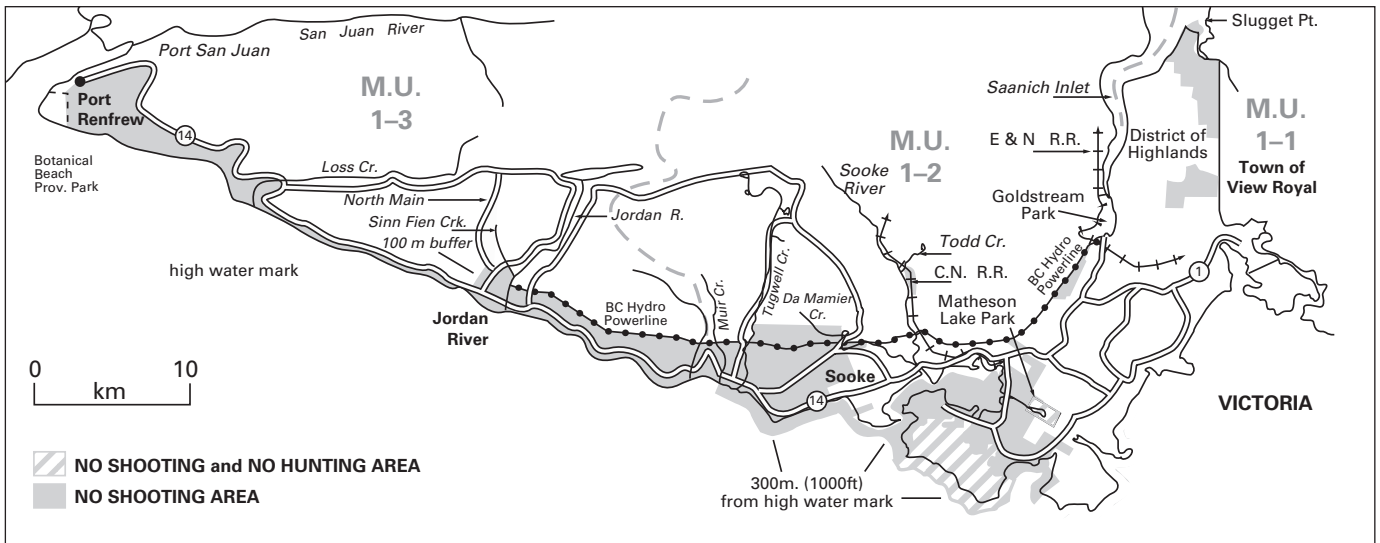 Slugget Pt.
San Juan River
Port San Juan
M.U.
1–3
Saanich Inlet
Port
Renfrew
14
M.U.
1–1
M.U.
1–2
E & N R.R.
District of
Highlands
Botanical
Beach
Prov. Park
Loss Cr.
Sooke
River
Town of
View Royal
North Main
Goldstream
Park
Sinn Fien Crk.
Jordan R.
100 m buffer
Todd Cr.
high water mark
C.N. R.R.
BC Hydro
Powerline
1
Tugwell Cr.
Muir Cr.
Da Mamier
Cr.
Matheson
Lake Park
BC Hydro
Powerline
Jordan
River
0 10
km
Sooke
14
VICTORIA
NO SHOOTING and NO HUNTING AREA
NO SHOOTING AREA
300m. (1000ft)
from high water mark